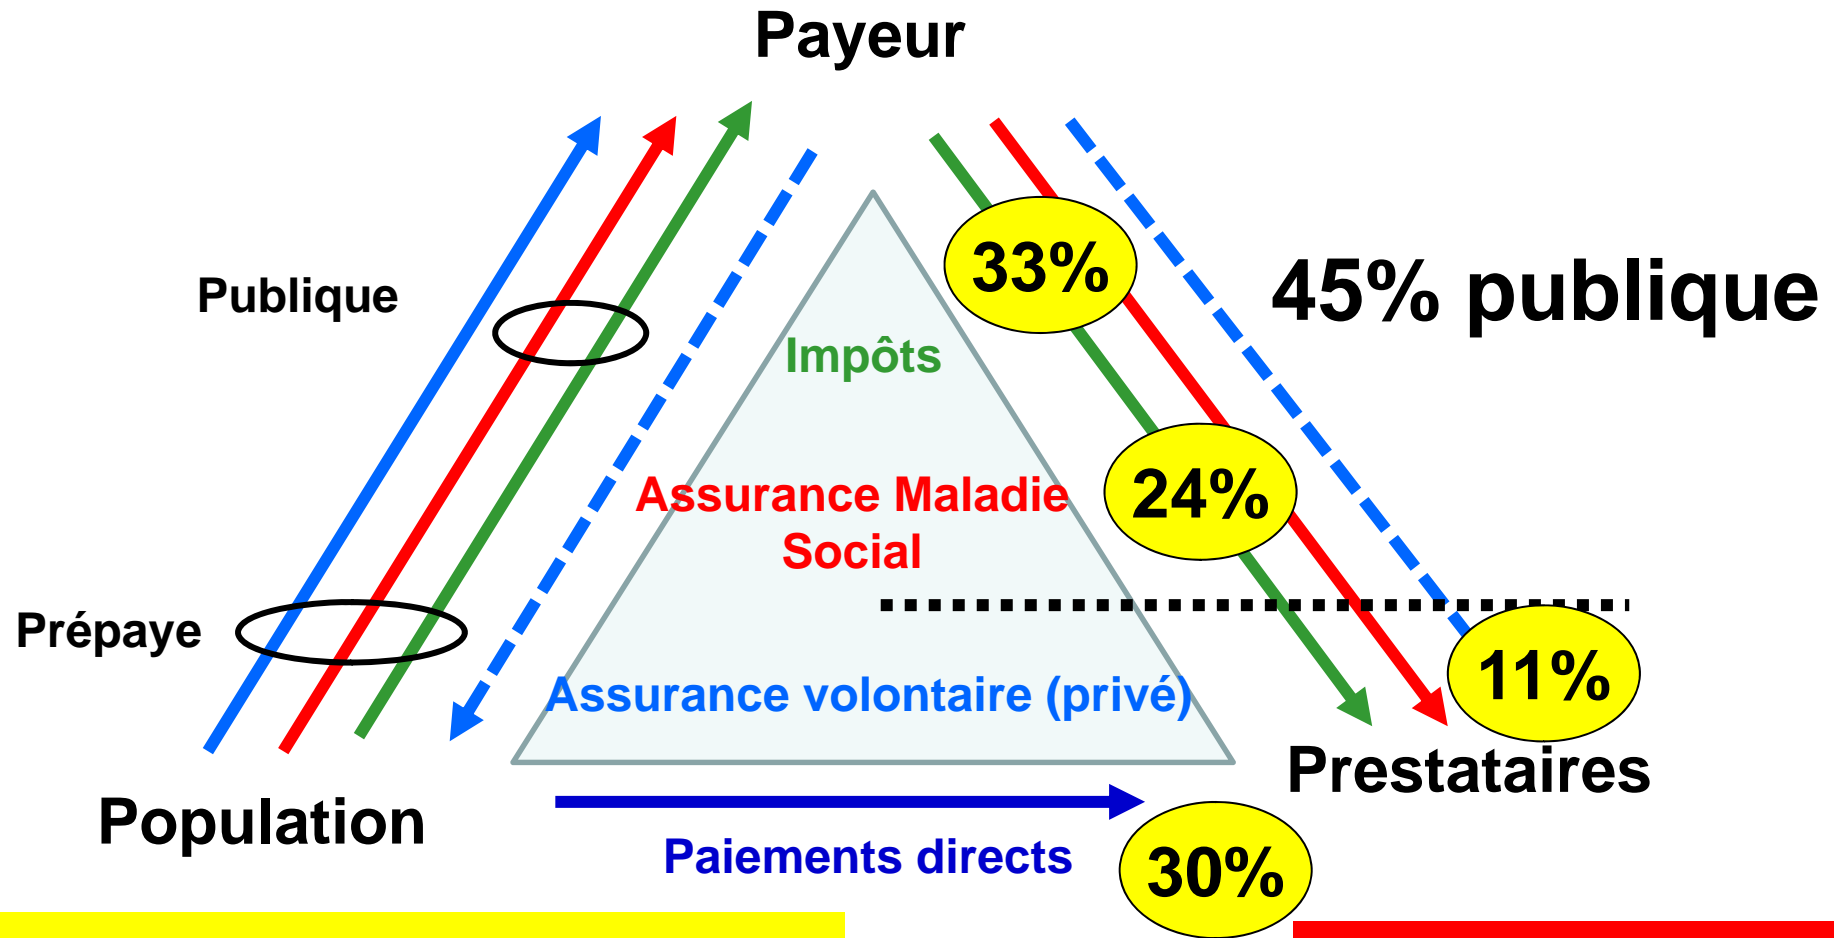 Payeur
Publique
33%
45% publique
Impôts
Assurance Maladie
Social
24%
Prépaye
Assurance volontaire (privé)
11%
Prestataires
Population
Paiements directs
30%